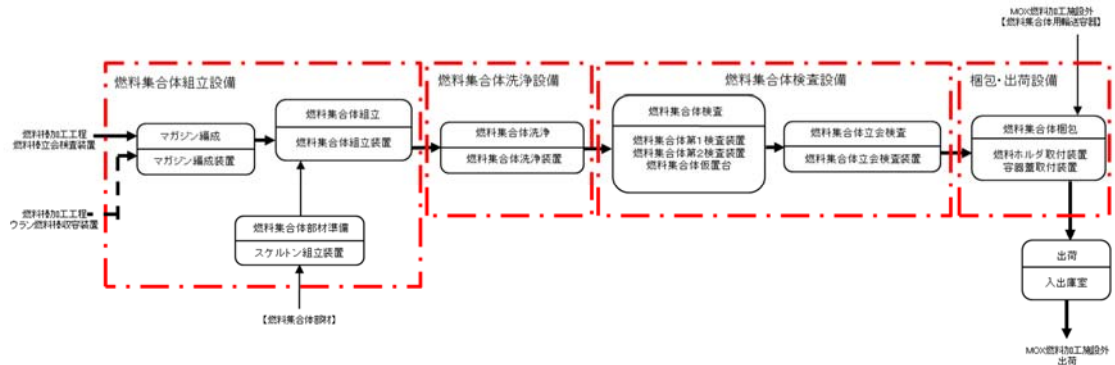 MOX燃料加工施設外
【燃料集合体用輸送容器】
燃料集合体組立設備
燃料集合体洗浄設備
燃料集合体検査設備
梱包・出荷設備
燃料棒加工工程
燃料棒立会検査装置
マガジン編成
マガジン編成装置
燃料集合体組立
燃料集合体組立装置
燃料集合体洗浄
燃料集合体洗浄装置
燃料集合体検査
燃料集合体第1検査装置
燃料集合体第2検査装置
燃料集合体仮置台
燃料集合体立会検査
燃料集合体立会検査装置
燃料集合体梱包
燃料ホルダ取付装置
容器蓋取付装置
燃料棒加工工程
ウラン燃料棒収容装置
燃料集合体部材準備
スケルトン組立装置
【燃料集合体部材】
出荷
入出庫室
MOX燃料加工施設外
出荷